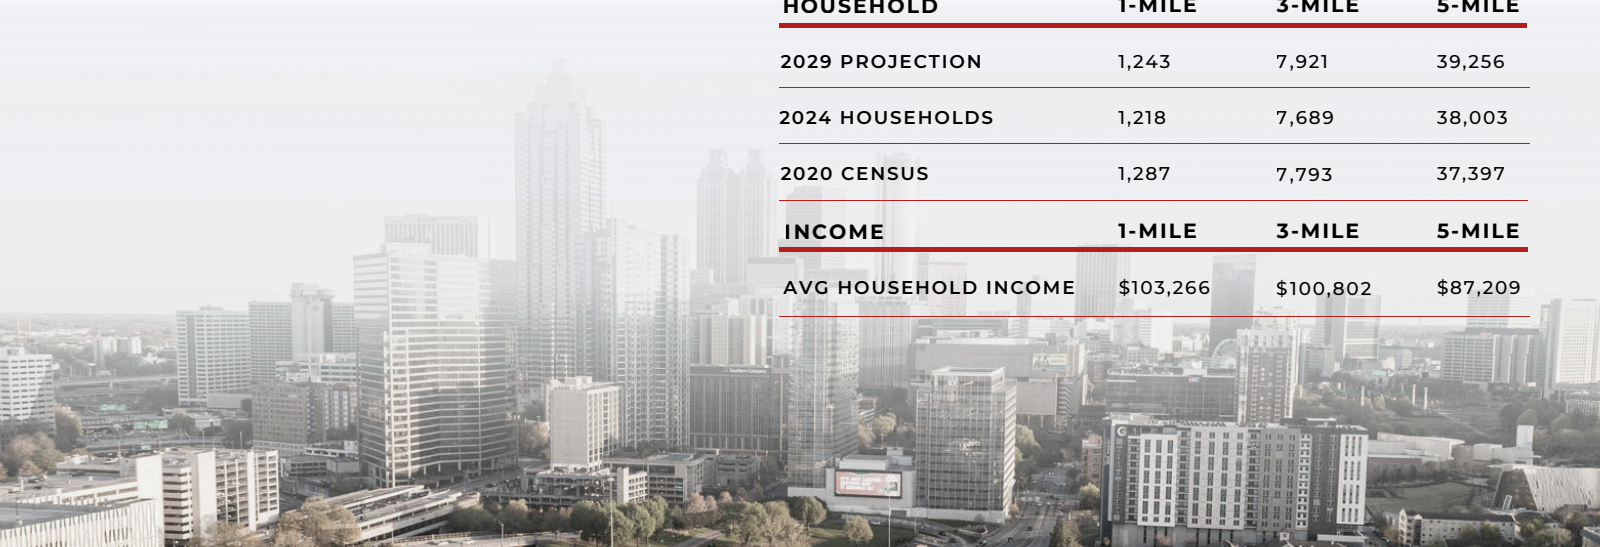 HOUSEHOLD 1-MILE 3-MILE 5-MILE
2029 PROJECTION 1,243 7,921 39,256
2024 HOUSEHOLDS 1,218 7,689 38,003
2020 CENSUS 1,287 7,793 37,397
INCOME 1-MILE 3-MILE 5-MILE
AVG HOUSEHOLD INCOME $103,266 $100,802 $87,209